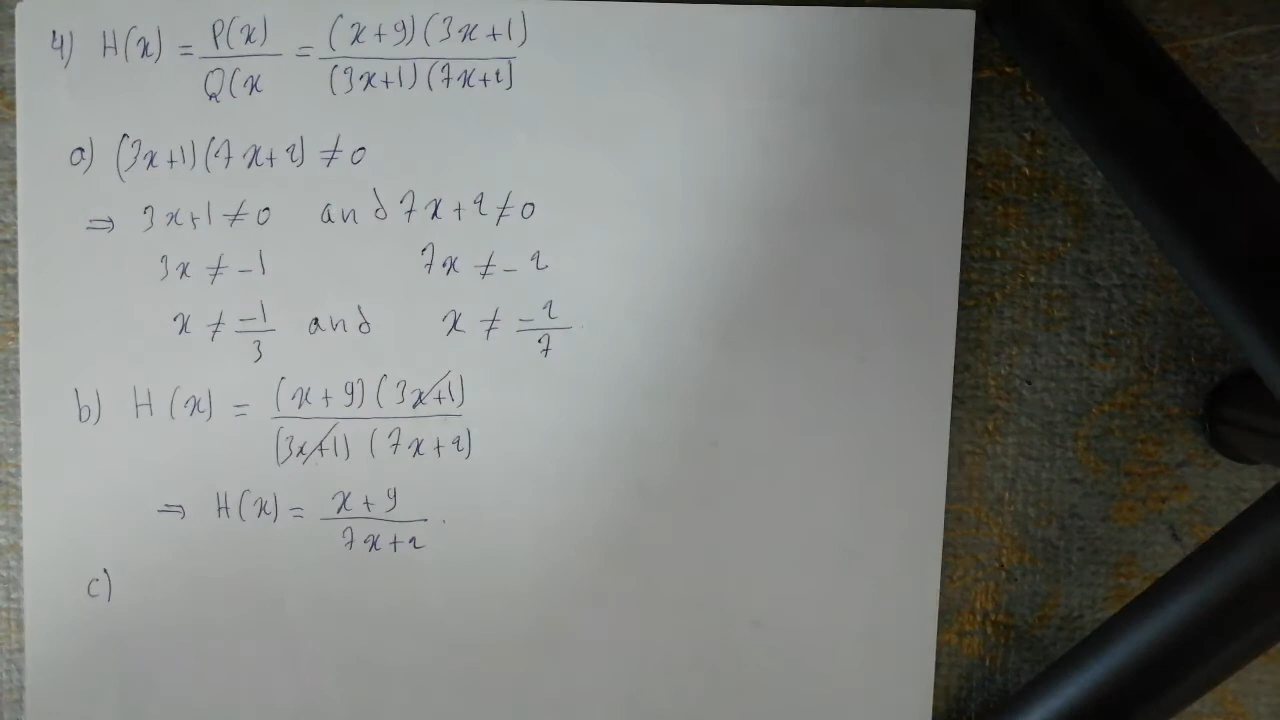 4) H(x) = P(x) / Q(x = (x+9)(3x+1) / (3x+1)(7x+2)
a) (3x+1)(7x+2) ≠ 0
⇒ 3x+1 ≠ 0 and 7x+2 ≠ 0
3x ≠ -1 7x ≠ -2
x ≠ -1/3 and x ≠ -2/7
b) H(x) = (x+9)(3x+1) / (3x+1)(7x+2)
⇒ H(x) = x+9 / 7x+2 .
c)